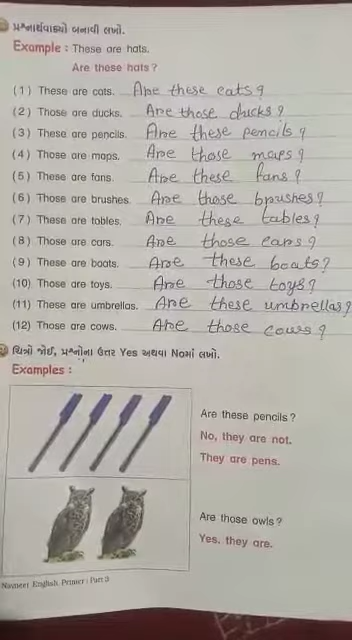 પ્રશ્નાર્થવાક્યો બનાવી લખો.
Example : These are hats.
Are these hats?
(1) These are cats. Are these cats?
(2) Those are ducks. Are those ducks?
(3) These are pencils. Are these pencils?
(4) Those are maps. Are those maps?
(5) These are fans. Are these fans?
(6) Those are brushes. Are those brushes?
(7) These are tables. Are these tables?
(8) Those are cars. Are those cars?
(9) These are boats. Are these boats?
(10) Those are toys. Are those toys?
(11) These are umbrellas. Are these umbrellas?
(12) Those are cows. Are those cows?
ચિત્રો જોઈ, પ્રશ્નોના ઉત્તર Yes અથવા Noમાં લખો.
Examples :
Are these pencils?
No, they are not.
They are pens.
Are those owls?
Yes, they are.
Navneet English Primer : Part 3